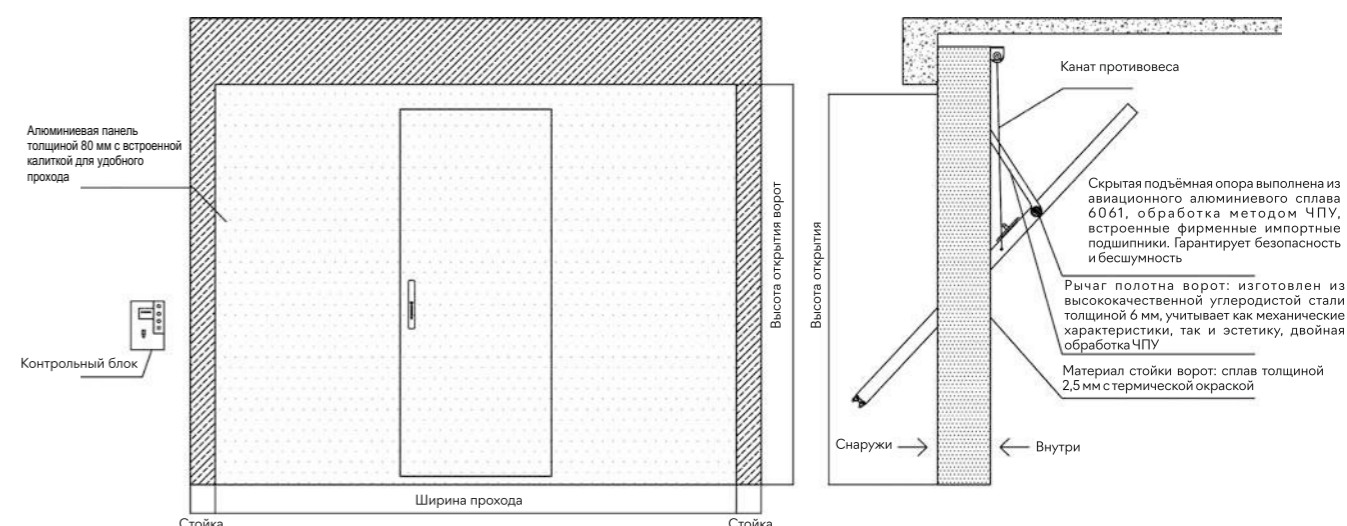 Алюминиевая панель
толщиной 80 мм с встроенной
калиткой для удобного
прохода
Контрольный блок
Стойка
Ширина прохода
Стойка
Высота открытия ворот
Высота открытия
Канат противовеса
Скрытая подъёмная опора выполнена из
авиационного алюминиевого сплава
6061, обработка методом ЧПУ,
встроенные фирменные импортные
подшипники. Гарантирует безопасность
и бесшумность
Рычаг полотна ворот: изготовлен из
высококачественной углеродистой стали
толщиной 6 мм, учитывает как механические
характеристики, так и эстетику, двойная
обработка ЧПУ
Материал стойки ворот: сплав толщиной
2,5 мм с термической окраской
Снаружи
Внутри